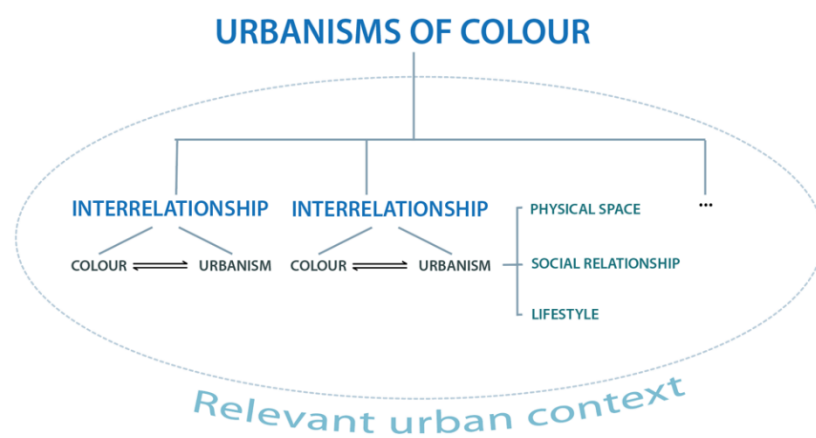 URBANISMS OF COLOUR
INTERRELATIONSHIP INTERRELATIONSHIP PHYSICAL SPACE ...
COLOUR URBANISM COLOUR URBANISM SOCIAL RELATIONSHIP
LIFESTYLE
Relevant urban context